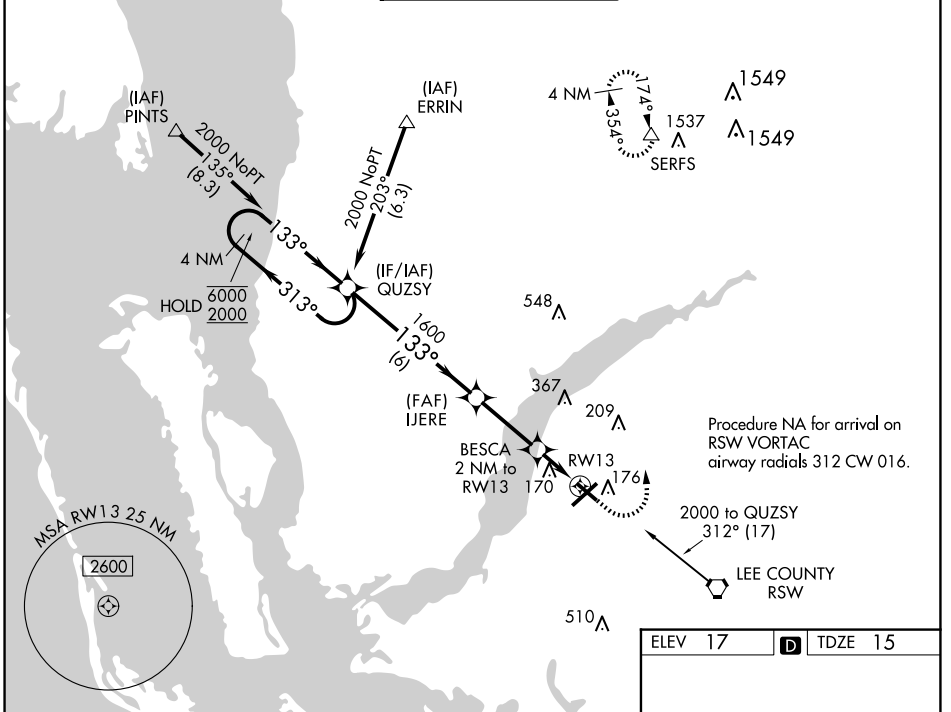 (IAF)
PINTS
2000 NoPT
135°
(8.3)
(IAF)
ERRIN
2000 NoPT
203°
(6.3)
4 NM
174°
354°
1537
SERFS
1549
1549
133°
4 NM
313°
HOLD 6000
2000
(IF/IAF)
QUZSY
1600
133°
(6)
548
(FAF)
IJERE
367
209
BESCA
2 NM to
RW13
170
RW13
176
Procedure NA for arrival on
RSW VORTAC
airway radials 312 CW 016.
2000 to QUZSY
312° (17)
LEE COUNTY
RSW
510
MSA RW13 25 NM
2600
ELEV 17 D TDZE 15